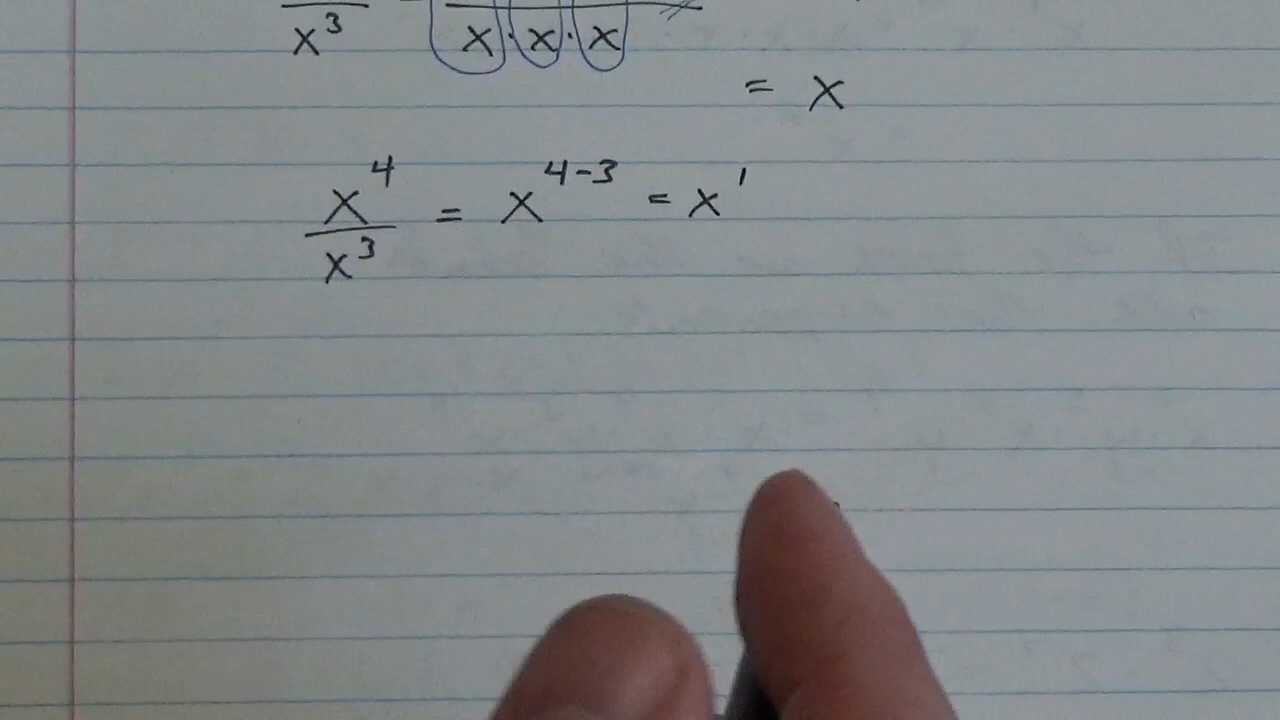 x³ x · x · x
= x
x⁴/x³ = x⁴⁻³ = x¹